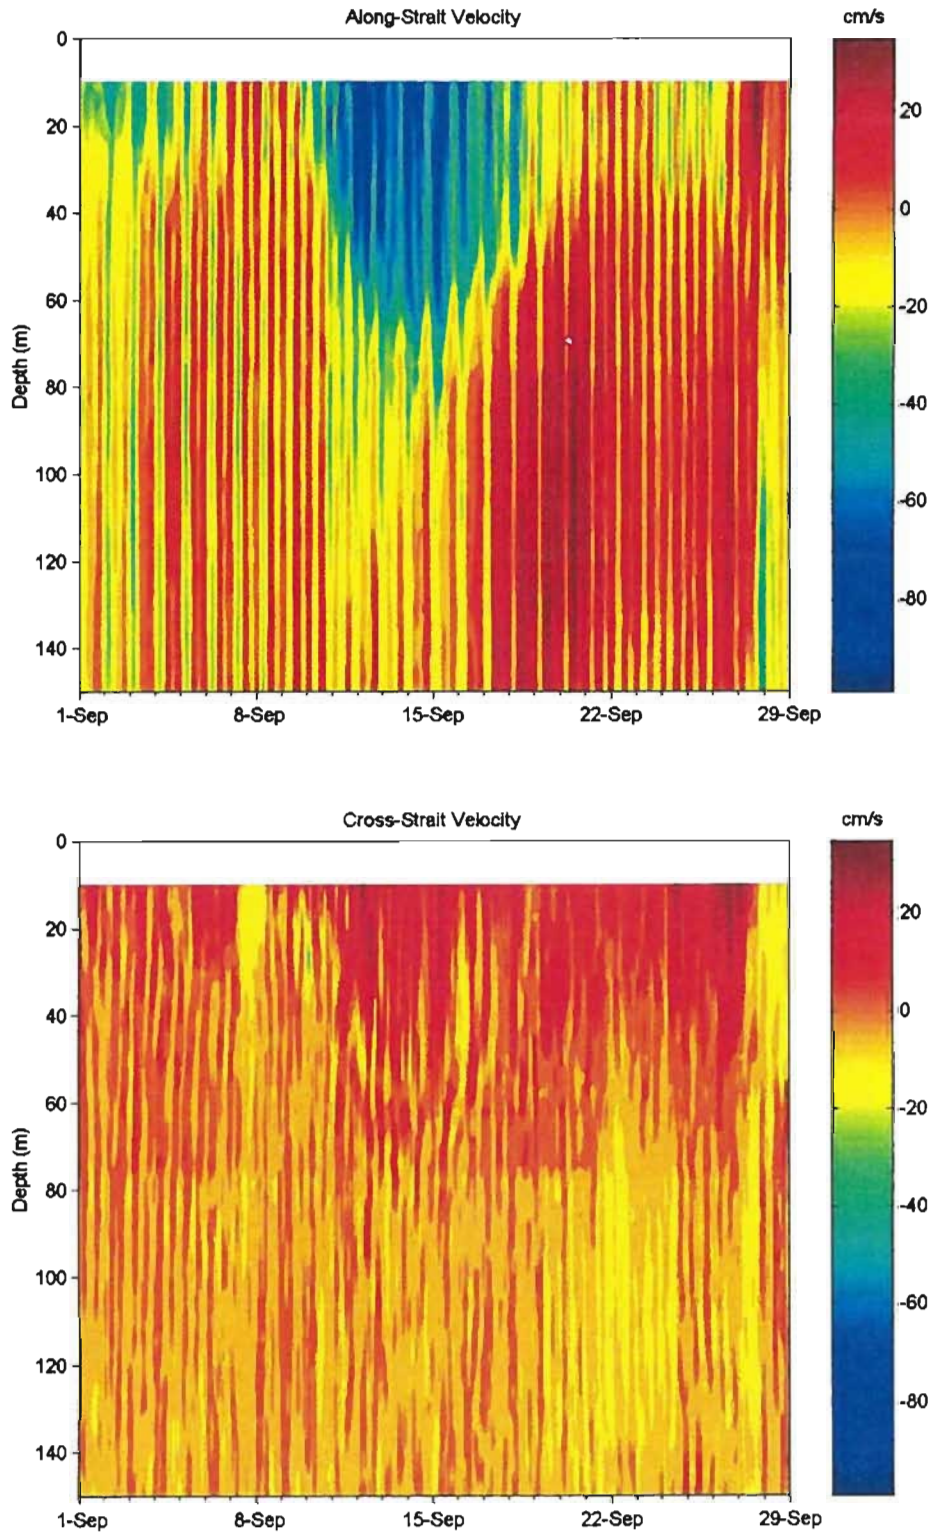 Along-Strait Velocity
cm/s
0
20
40
60
80
100
120
140
Depth (m)
1-Sep
8-Sep
15-Sep
22-Sep
29-Sep
20
0
-20
-40
-60
-80
Cross-Strait Velocity
cm/s
0
20
40
60
80
100
120
140
Depth (m)
1-Sep
8-Sep
15-Sep
22-Sep
29-Sep
20
0
-20
-40
-60
-80